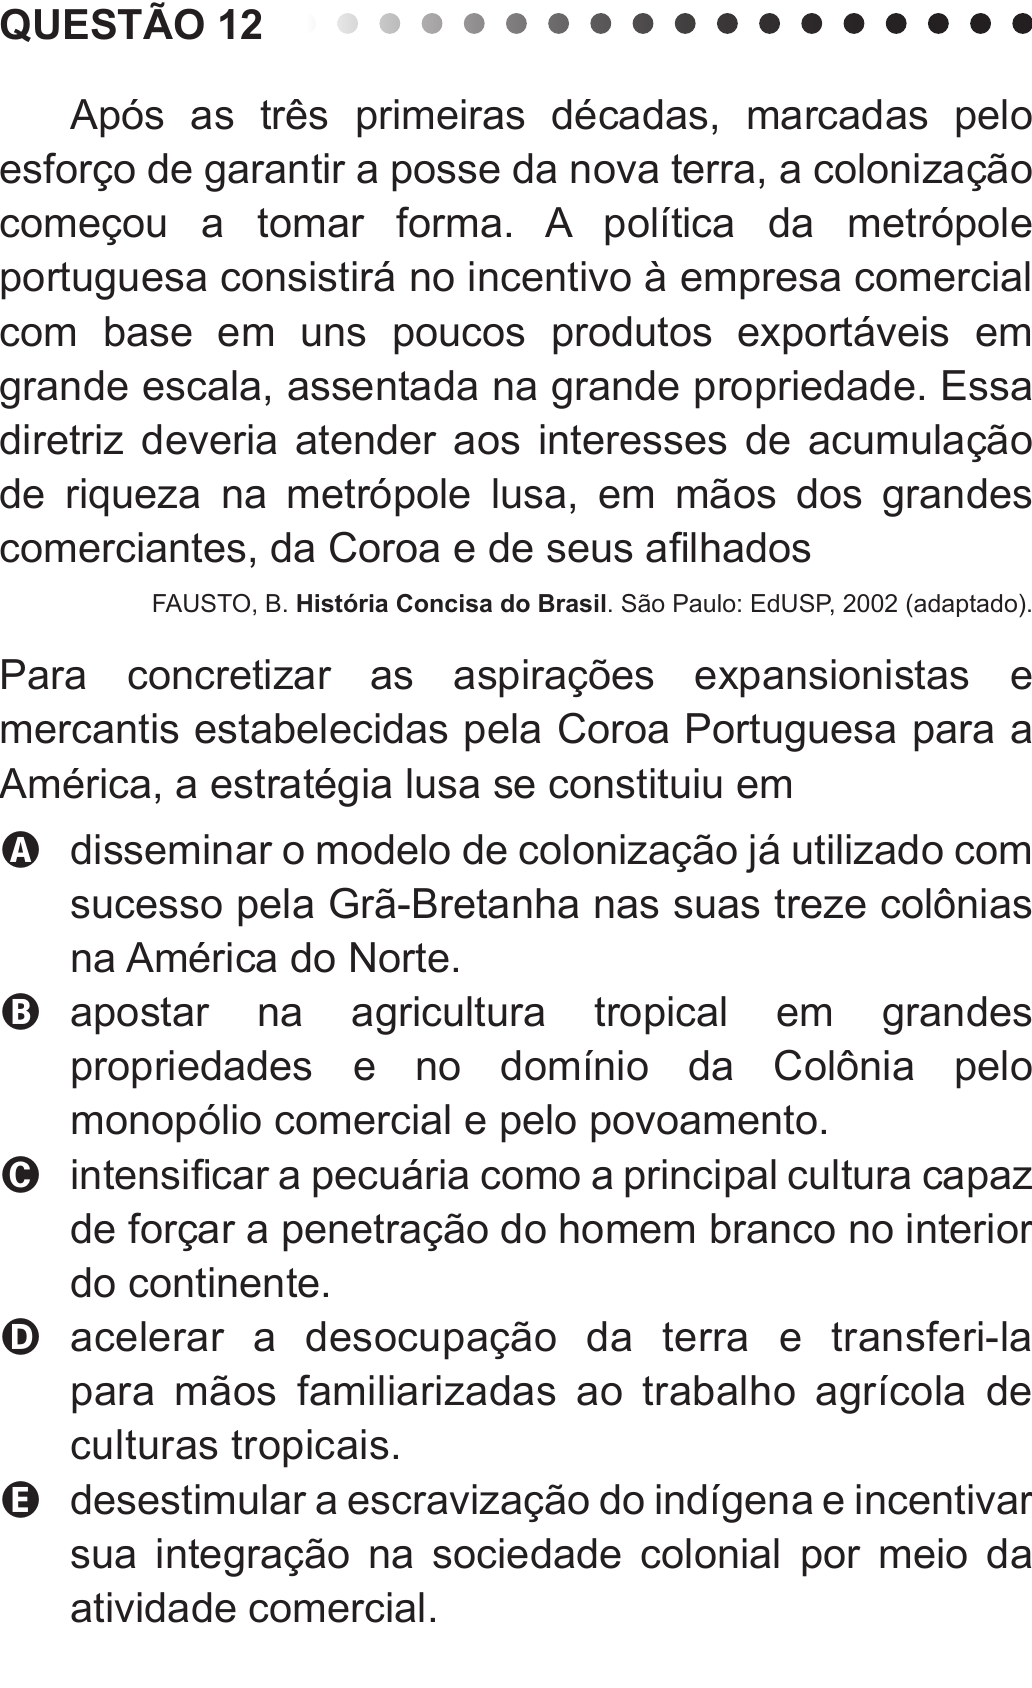 QUESTÃO 12
Após as três primeiras décadas, marcadas pelo
esforço de garantir a posse da nova terra, a colonização
começou a tomar forma. A política da metrópole
portuguesa consistirá no incentivo à empresa comercial
com base em uns poucos produtos exportáveis em
grande escala, assentada na grande propriedade. Essa
diretriz deveria atender aos interesses de acumulação
de riqueza na metrópole lusa, em mãos dos grandes
comerciantes, da Coroa e de seus afilhados
FAUSTO, B. História Concisa do Brasil. São Paulo: EdUSP, 2002 (adaptado).
Para concretizar as aspirações expansionistas e
mercantis estabelecidas pela Coroa Portuguesa para a
América, a estratégia lusa se constituiu em
A disseminar o modelo de colonização já utilizado com
sucesso pela Grã-Bretanha nas suas treze colônias
na América do Norte.
B apostar na agricultura tropical em grandes
propriedades e no domínio da Colônia pelo
monopólio comercial e pelo povoamento.
C intensificar a pecuária como a principal cultura capaz
de forçar a penetração do homem branco no interior
do continente.
D acelerar a desocupação da terra e transferi-la
para mãos familiarizadas ao trabalho agrícola de
culturas tropicais.
E desestimular a escravização do indígena e incentivar
sua integração na sociedade colonial por meio da
atividade comercial.